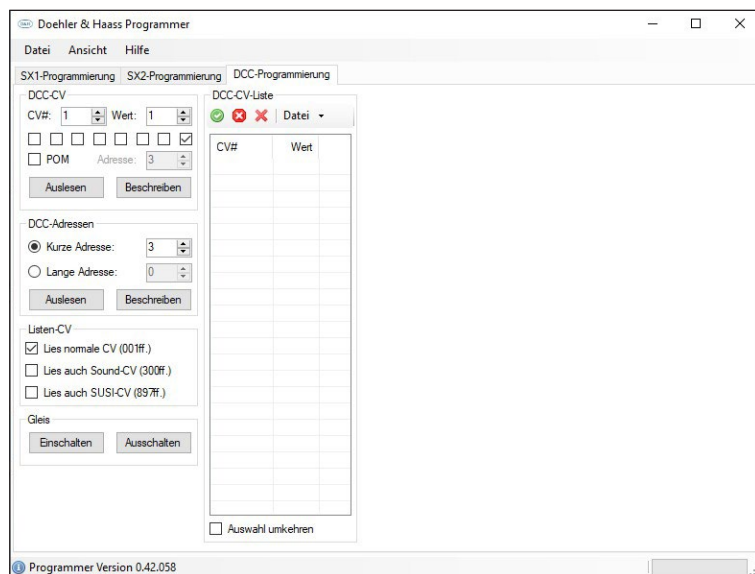 Doehler & Haass Programmer
Datei Ansicht Hilfe
SX1-Programmierung SX2-Programmierung DCC-Programmierung
DCC-CV
CV#: 1 Wert: 1
POM Adresse: 3
Auslesen Beschreiben
DCC-Adressen
Kurze Adresse: 3
Lange Adresse: 0
Auslesen Beschreiben
Listen-CV
Lies normale CV (001ff.)
Lies auch Sound-CV (300ff.)
Lies auch SUSI-CV (897ff.)
Gleis
Einschalten Ausschalten
DCC-CV-Liste
Datei
CV# Wert
Auswahl umkehren
Programmer Version 0.42.058